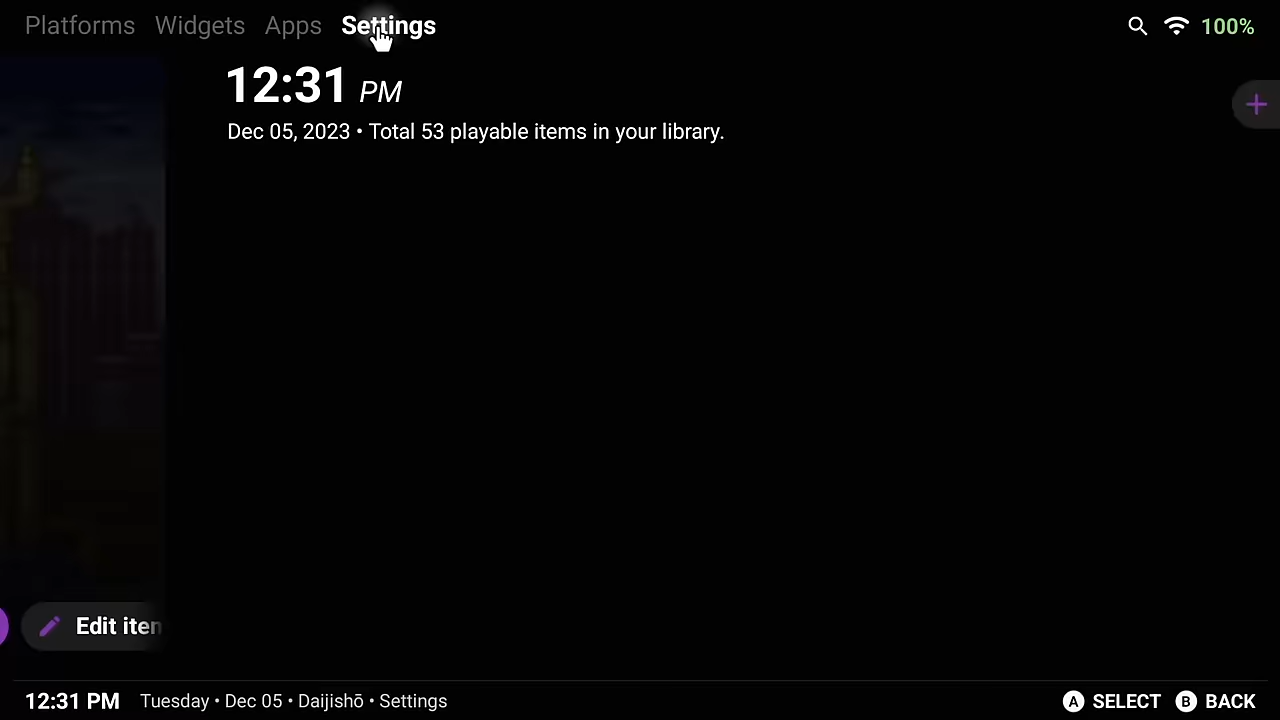 Platforms Widgets Apps Settings 100%
12:31 PM
Dec 05, 2023 • Total 53 playable items in your library.
Edit
12:31 PM Tuesday • Dec 05 • Daijishō • Settings A SELECT B BACK